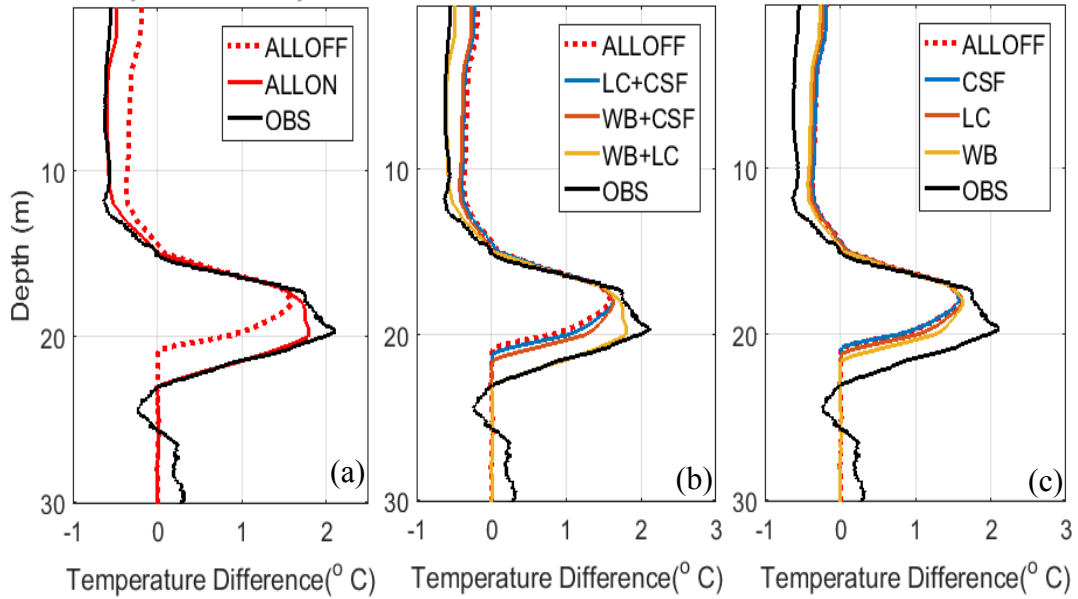 ALLOFF
ALLON
OBS
10
20
30
Depth (m)
(a)
-1
0
1
2
Temperature Difference(° C)
ALLOFF
LC+CSF
WB+CSF
WB+LC
OBS
10
20
30
(b)
-1
0
1
2
3
Temperature Difference(° C)
ALLOFF
CSF
LC
WB
OBS
10
20
30
(c)
-1
0
1
2
3
Temperature Difference(° C)